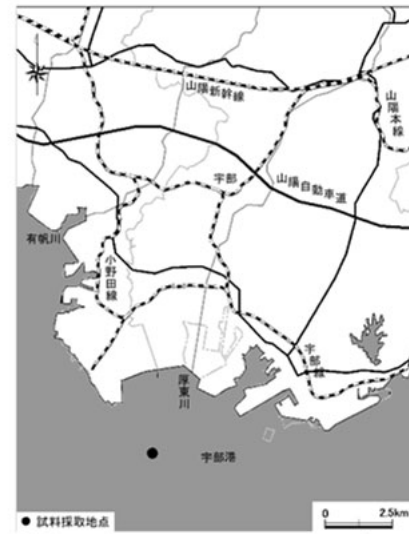 山陽新幹線
山陽本線
宇部
山陽自動車道
有帆川
小野田線
宇部線
厚東川
宇部港
● 試料採取地点
0 2.5km